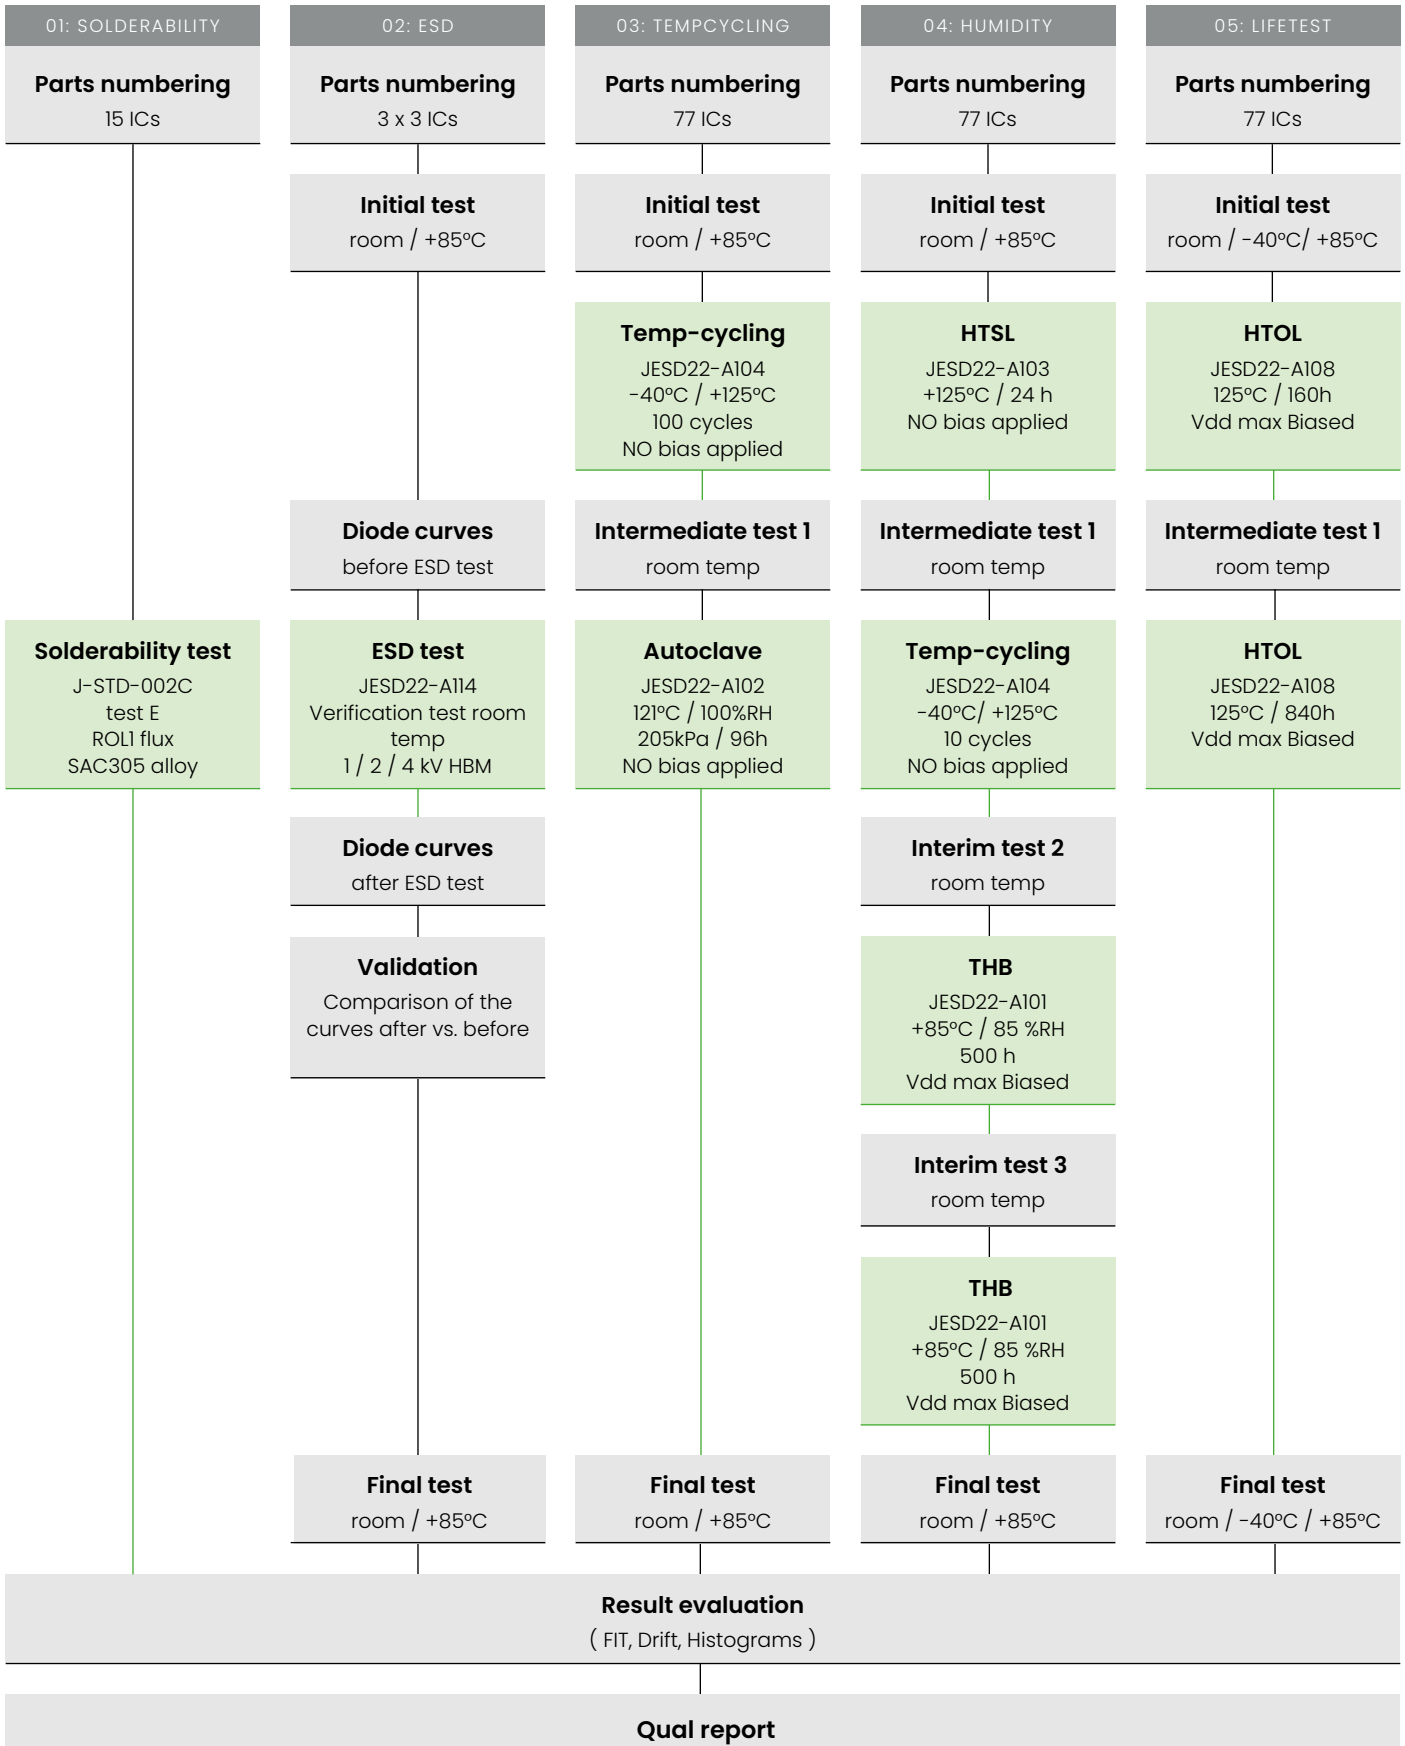 01: SOLDERABILITY
Parts numbering
15 ICs
Solderability test
J-STD-002C
test E
ROL1 flux
SAC305 alloy
02: ESD
Parts numbering
3 x 3 ICs
Initial test
room / +85°C
Diode curves
before ESD test
ESD test
JESD22-A114
Verification test room
temp
1 / 2 / 4 kV HBM
Diode curves
after ESD test
Validation
Comparison of the
curves after vs. before
Final test
room / +85°C
03: TEMPCYCLING
Parts numbering
77 ICs
Initial test
room / +85°C
Temp-cycling
JESD22-A104
-40°C / +125°C
100 cycles
NO bias applied
Intermediate test 1
room temp
Autoclave
JESD22-A102
121°C / 100%RH
205kPa / 96h
NO bias applied
Final test
room / +85°C
04: HUMIDITY
Parts numbering
77 ICs
Initial test
room / +85°C
HTSL
JESD22-A103
+125°C / 24 h
NO bias applied
Intermediate test 1
room temp
Temp-cycling
JESD22-A104
-40°C/ +125°C
10 cycles
NO bias applied
Interim test 2
room temp
THB
JESD22-A101
+85°C / 85 %RH
500 h
Vdd max Biased
Interim test 3
room temp
THB
JESD22-A101
+85°C / 85 %RH
500 h
Vdd max Biased
Final test
room / +85°C
05: LIFETEST
Parts numbering
77 ICs
Initial test
room / -40°C/ +85°C
HTOL
JESD22-A108
125°C / 160h
Vdd max Biased
Intermediate test 1
room temp
HTOL
JESD22-A108
125°C / 840h
Vdd max Biased
Final test
room / -40°C / +85°C
Result evaluation
( FIT, Drift, Histograms )
Qual report